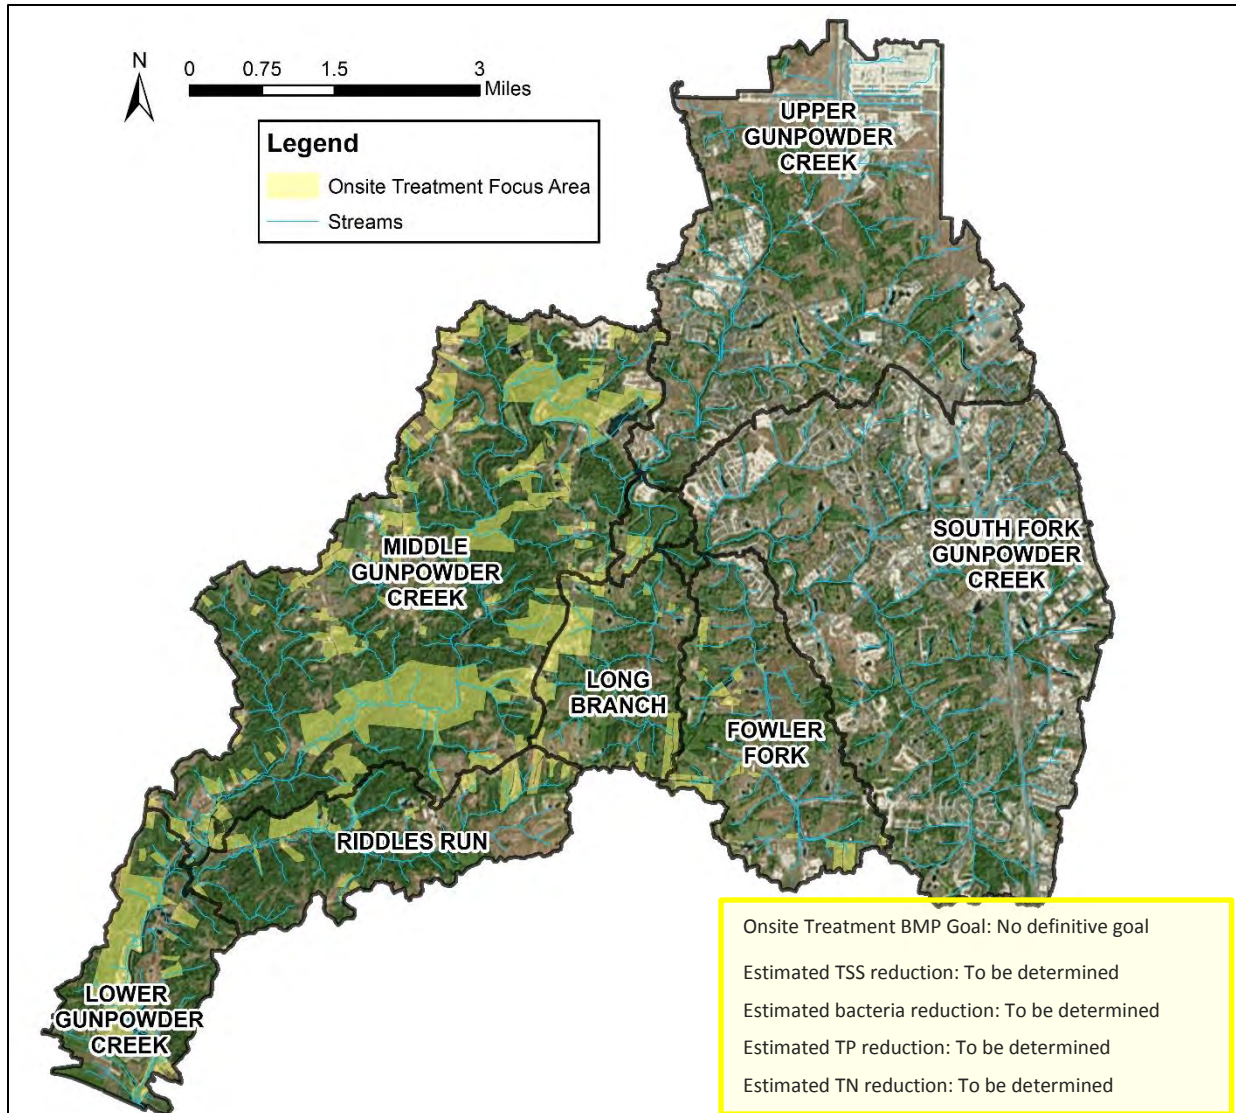 N
0 0.75 1.5 3
Miles
Legend
Onsite Treatment Focus Area
Streams
UPPER
GUNPOWDER
CREEK
SOUTH FORK
GUNPOWDER
CREEK
MIDDLE
GUNPOWDER
CREEK
LONG
BRANCH
FOWLER
FORK
RIDDLES RUN
LOWER
GUNPOWDER
CREEK
Onsite Treatment BMP Goal: No definitive goal
Estimated TSS reduction: To be determined
Estimated bacteria reduction: To be determined
Estimated TP reduction: To be determined
Estimated TN reduction: To be determined